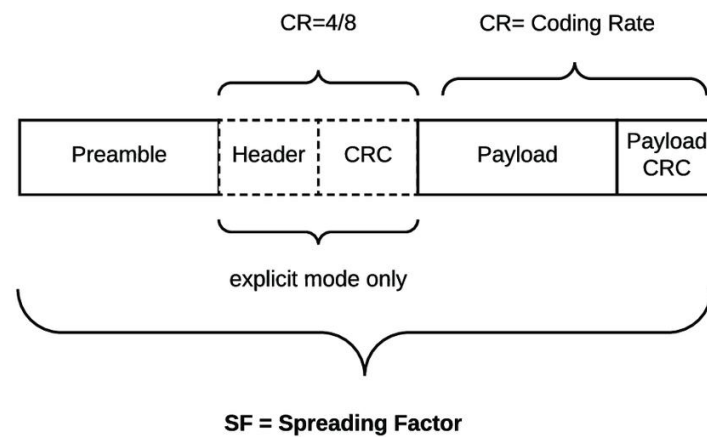 CR=4/8
CR= Coding Rate
Preamble
Header
CRC
Payload
Payload
CRC
explicit mode only
SF = Spreading Factor